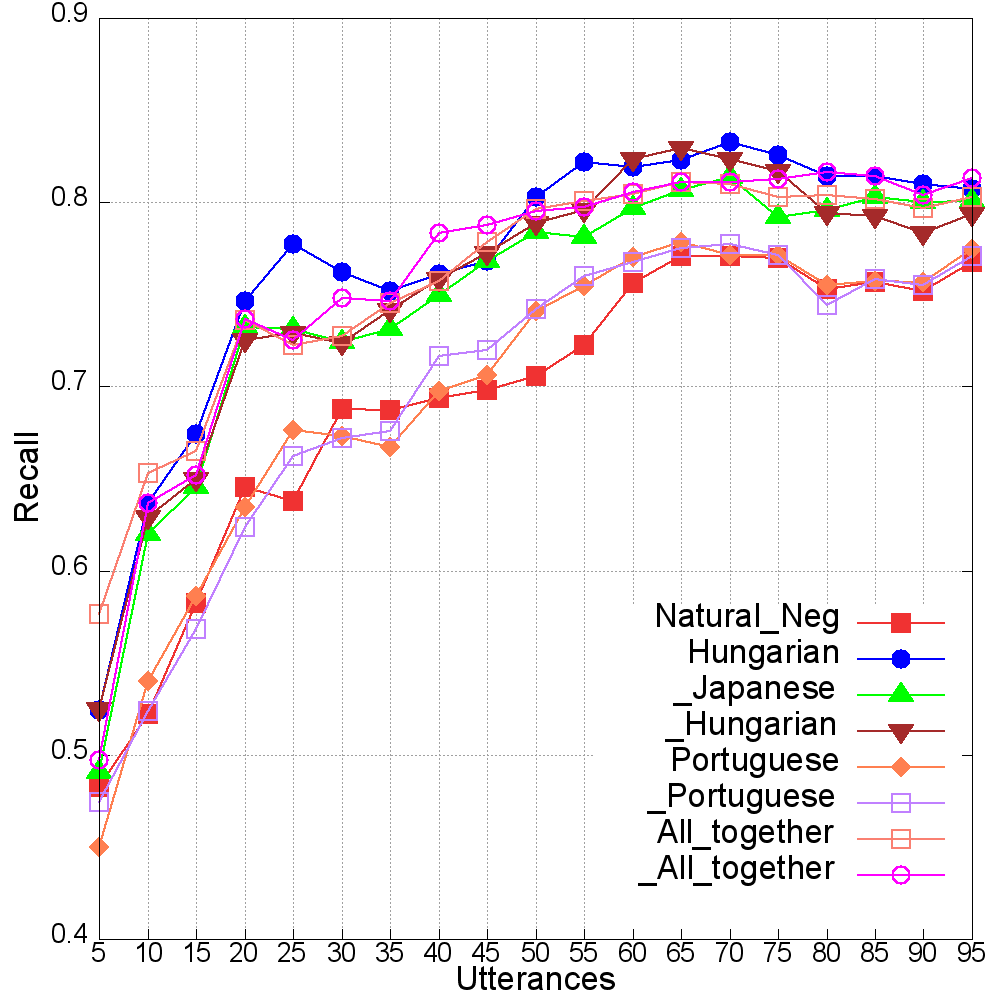 0.9
0.8
0.7
0.6
0.5
0.4
Recall
Natural_Neg
Hungarian
_Japanese
_Hungarian
Portuguese
_Portuguese
All_together
_All_together
5 10 15 20 25 30 35 40 45 50 55 60 65 70 75 80 85 90 95
Utterances